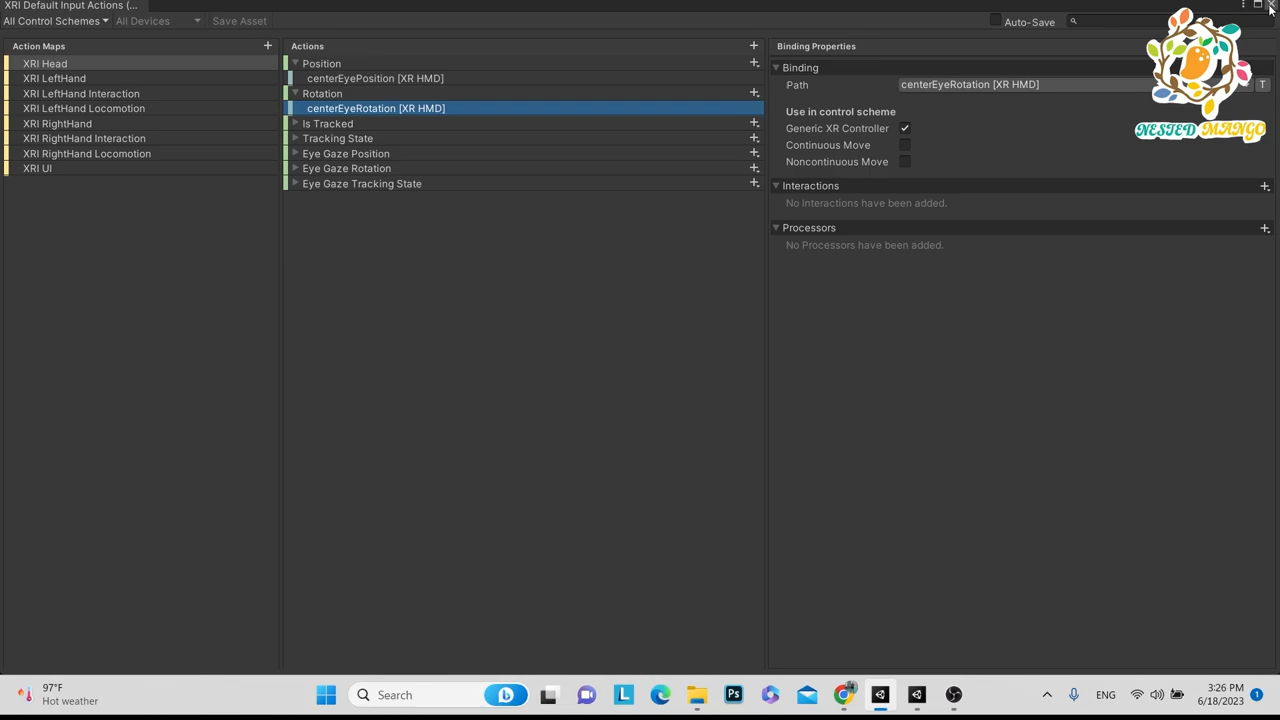 XRI Default Input Actions (...
All Control Schemes All Devices Save Asset Auto-Save
Action Maps
XRI Head
XRI LeftHand
XRI LeftHand Interaction
XRI LeftHand Locomotion
XRI RightHand
XRI RightHand Interaction
XRI RightHand Locomotion
XRI UI
Actions
Position
centerEyePosition [XR HMD]
Rotation
centerEyeRotation [XR HMD]
Is Tracked
Tracking State
Eye Gaze Position
Eye Gaze Rotation
Eye Gaze Tracking State
Binding Properties
Binding
Path centerEyeRotation [XR HMD] T
Use in control scheme
Generic XR Controller
Continuous Move
Noncontinuous Move
Interactions
No Interactions have been added.
Processors
No Processors have been added.
NESTED MANGO
97°F
Hot weather
Search
L
Ps
ENG
3:26 PM
6/18/2023
1